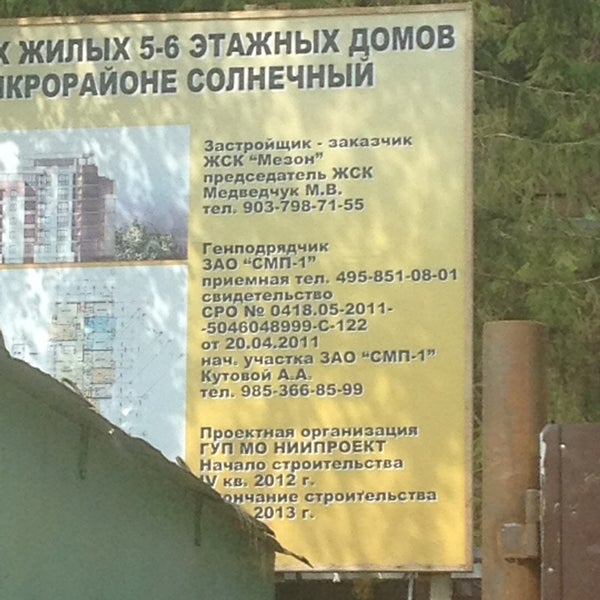 Х ЖИЛЫХ 5-6 ЭТАЖНЫХ ДОМОВ
КРОРАЙОНЕ СОЛНЕЧНЫЙ
Застройщик - заказчик
ЖСК "Мезон"
председатель ЖСК
Медведчук М.В.
тел. 903-798-71-55
Генподрядчик
ЗАО "СМП-1"
приемная тел. 495-851-08-01
свидетельство
СРО № 0418.05-2011-
-5046048999-С-122
от 20.04.2011
нач. участка ЗАО "СМП-1"
Кутовой А.А.
тел. 985-366-85-99
Проектная организация
ГУП МО НИИПРОЕКТ
Начало строительства
IV кв. 2012 г.
кончание строительства
2013 г.